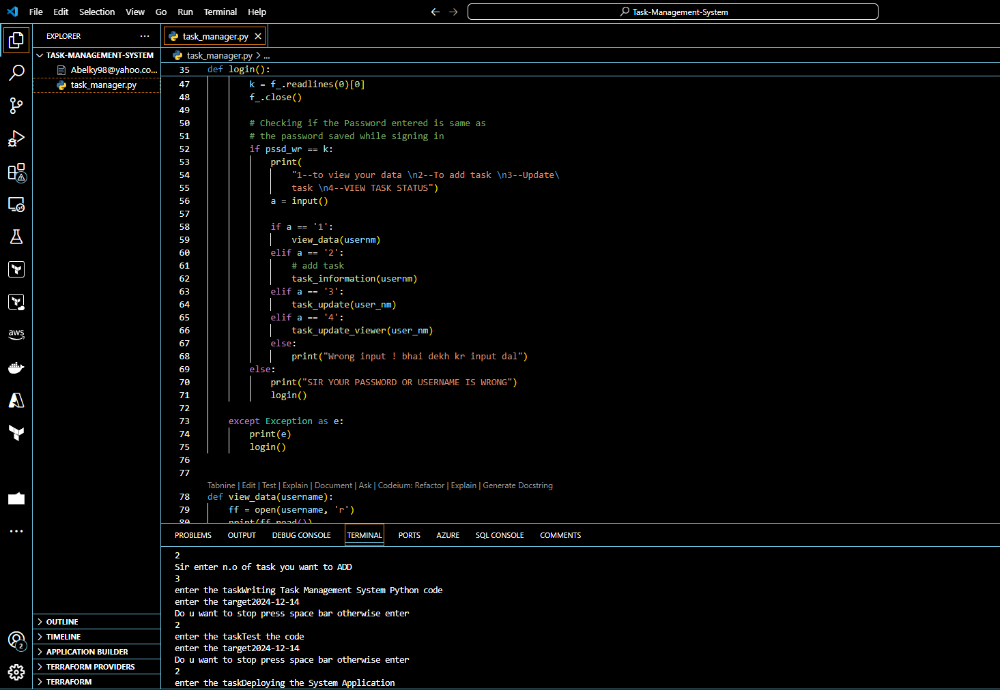 File Edit Selection View Go Run Terminal Help
Task-Management-System
EXPLORER
TASK-MANAGEMENT-SYSTEM
Abelky98@yahoo.co...
task_manager.py
OUTLINE
TIMELINE
APPLICATION BUILDER
TERRAFORM PROVIDERS
TERRAFORM
aws
2
task_manager.py
task_manager.py > ...
35 def login():
47 k = f_.readlines(0)[0]
48 f_.close()
49
50 # Checking if the Password entered is same as
51 # the password saved while signing in
52 if pssd_wr == k:
53 print(
54 "1--to view your data \n2--To add task \n3--Update\
55 task \n4--VIEW TASK STATUS")
56 a = input()
57
58 if a == '1':
59 view_data(usernm)
60 elif a == '2':
61 # add task
62 task_information(usernm)
63 elif a == '3':
64 task_update(user_nm)
65 elif a == '4':
66 task_update_viewer(user_nm)
67 else:
68 print("Wrong input ! bhai dekh kr input dal")
69 else:
70 print("SIR YOUR PASSWORD OR USERNAME IS WRONG")
71 login()
72
73 except Exception as e:
74 print(e)
75 login()
76
77
Tabnine | Edit | Test | Explain | Document | Ask | Codeium: Refactor | Explain | Generate Docstring
78 def view_data(username):
79 ff = open(username, 'r')
80 print(ff.read())
PROBLEMS OUTPUT DEBUG CONSOLE TERMINAL PORTS AZURE SQL CONSOLE COMMENTS
2
Sir enter n.o of task you want to ADD
3
enter the taskWriting Task Management System Python code
enter the target2024-12-14
Do u want to stop press space bar otherwise enter
2
enter the taskTest the code
enter the target2024-12-14
Do u want to stop press space bar otherwise enter
2
enter the taskDeploying the System Application